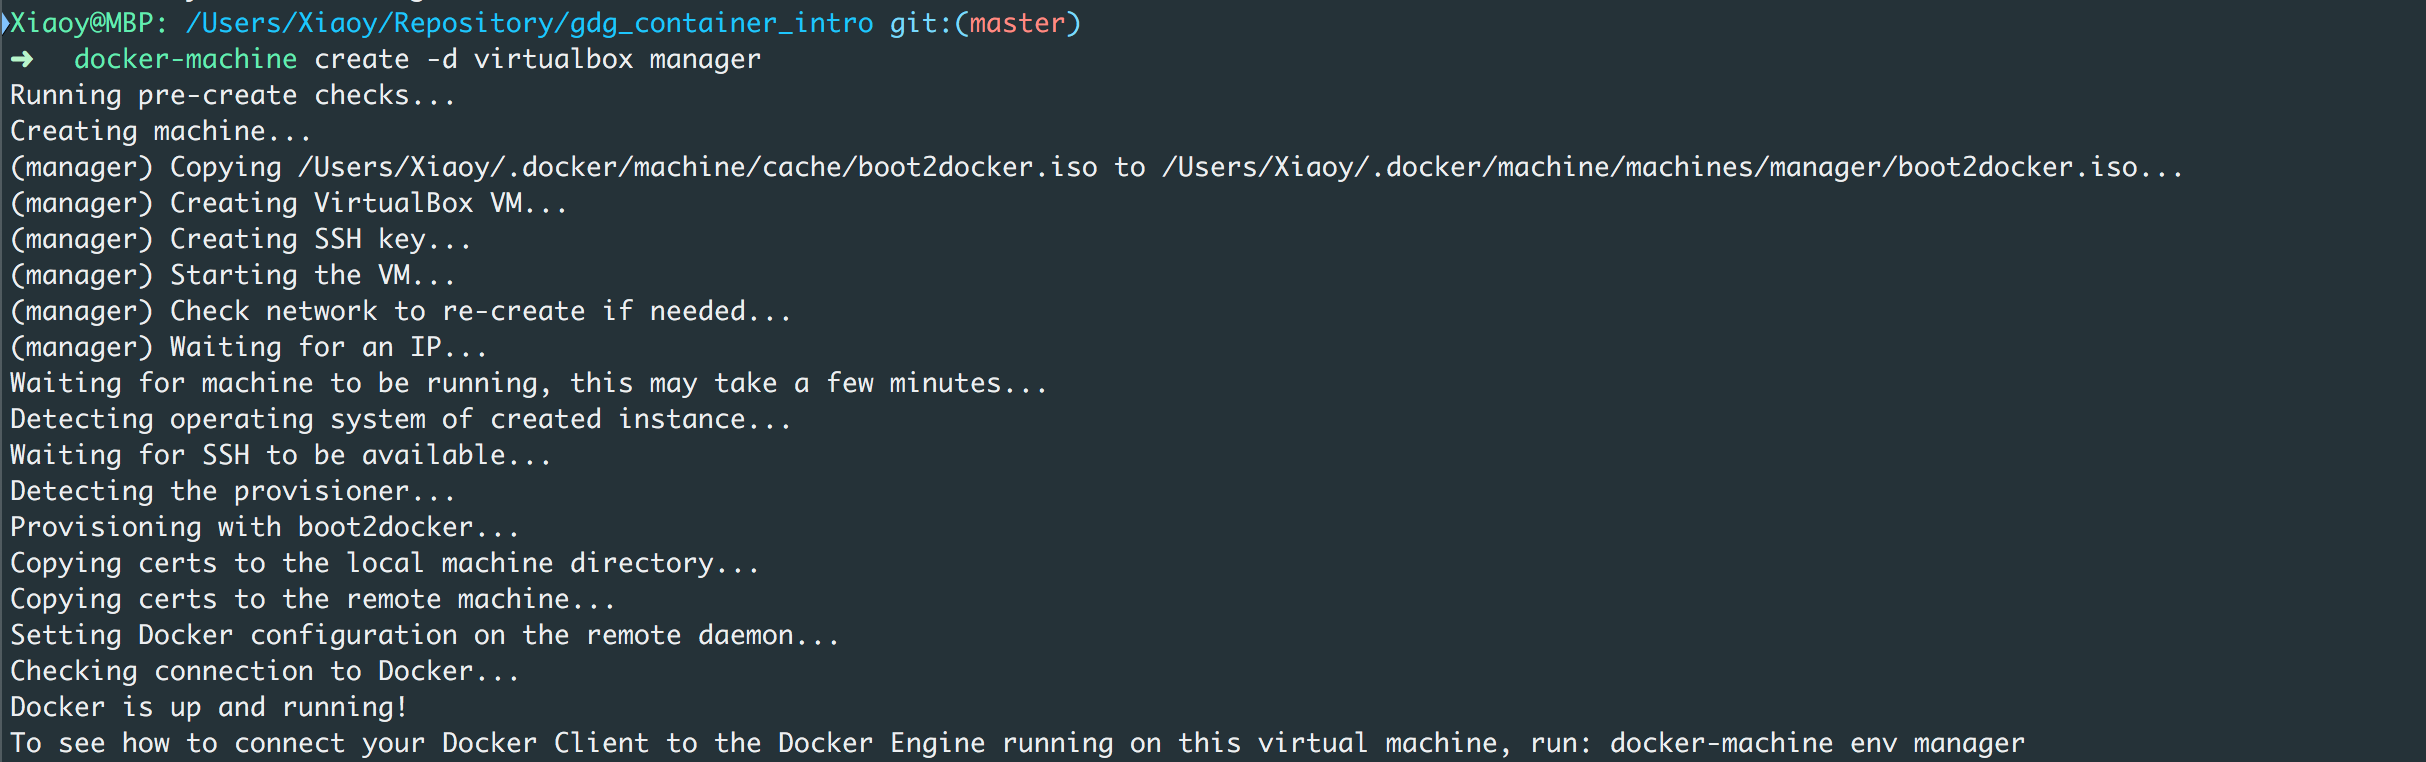 Xiaoy@MBP: /Users/Xiaoy/Repository/gdg_container_intro git:(master)
➜  docker-machine create -d virtualbox manager
Running pre-create checks...
Creating machine...
(manager) Copying /Users/Xiaoy/.docker/machine/cache/boot2docker.iso to /Users/Xiaoy/.docker/machine/machines/manager/boot2docker.iso...
(manager) Creating VirtualBox VM...
(manager) Creating SSH key...
(manager) Starting the VM...
(manager) Check network to re-create if needed...
(manager) Waiting for an IP...
Waiting for machine to be running, this may take a few minutes...
Detecting operating system of created instance...
Waiting for SSH to be available...
Detecting the provisioner...
Provisioning with boot2docker...
Copying certs to the local machine directory...
Copying certs to the remote machine...
Setting Docker configuration on the remote daemon...
Checking connection to Docker...
Docker is up and running!
To see how to connect your Docker Client to the Docker Engine running on this virtual machine, run: docker-machine env manager